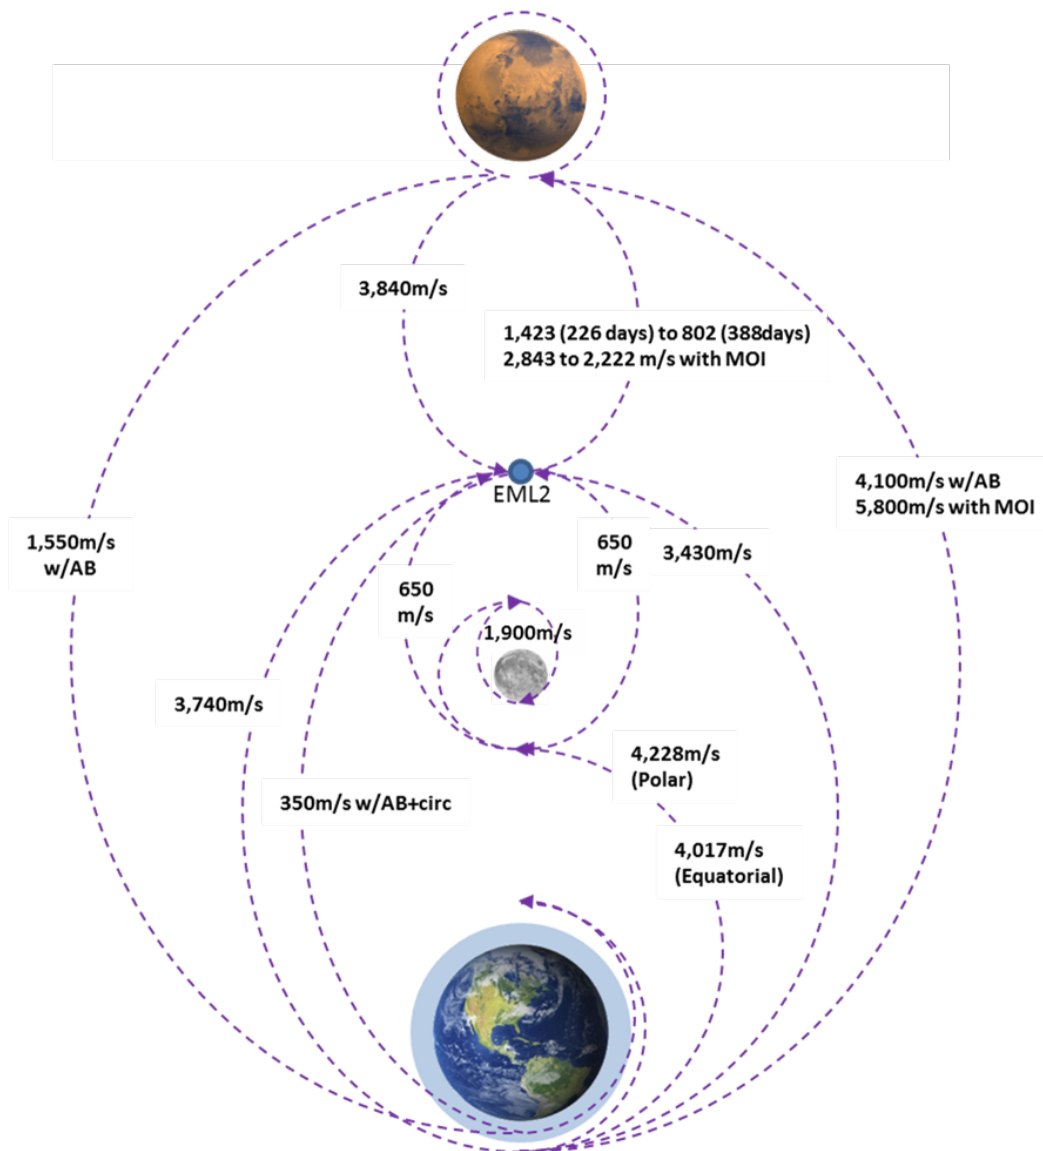 3,840m/s
1,423 (226 days) to 802 (388days)
2,843 to 2,222 m/s with MOI
EML2
4,100m/s w/AB
5,800m/s with MOI
1,550m/s
w/AB
650
m/s
3,430m/s
650
m/s
1,900m/s
3,740m/s
4,228m/s
(Polar)
350m/s w/AB+circ
4,017m/s
(Equatorial)